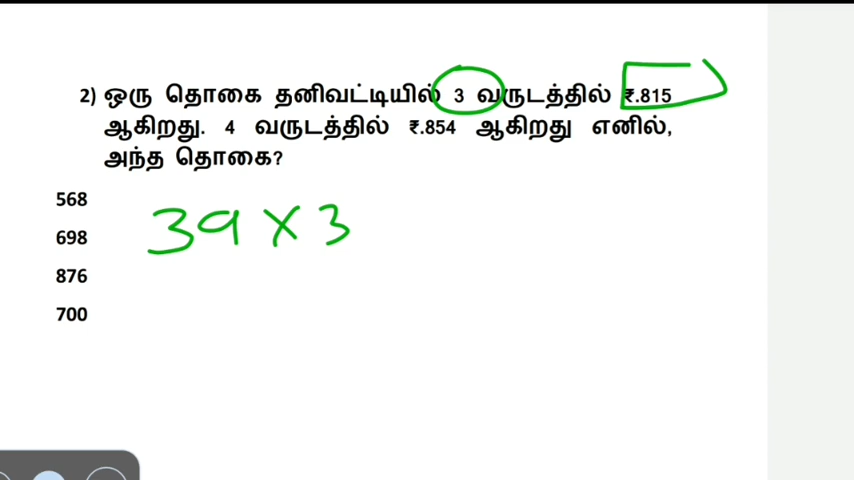 2) ஒரு தொகை தனிவட்டியில் 3 வருடத்தில் ₹.815
ஆகிறது. 4 வருடத்தில் ₹.854 ஆகிறது எனில்,
அந்த தொகை?
568
698
876
700
39 X 3